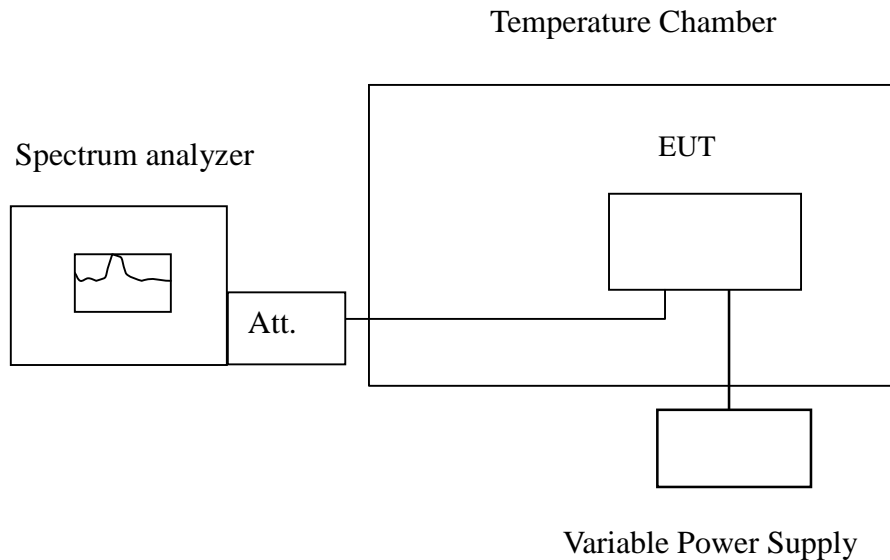 Temperature Chamber
Spectrum analyzer
EUT
Att.
Variable Power Supply